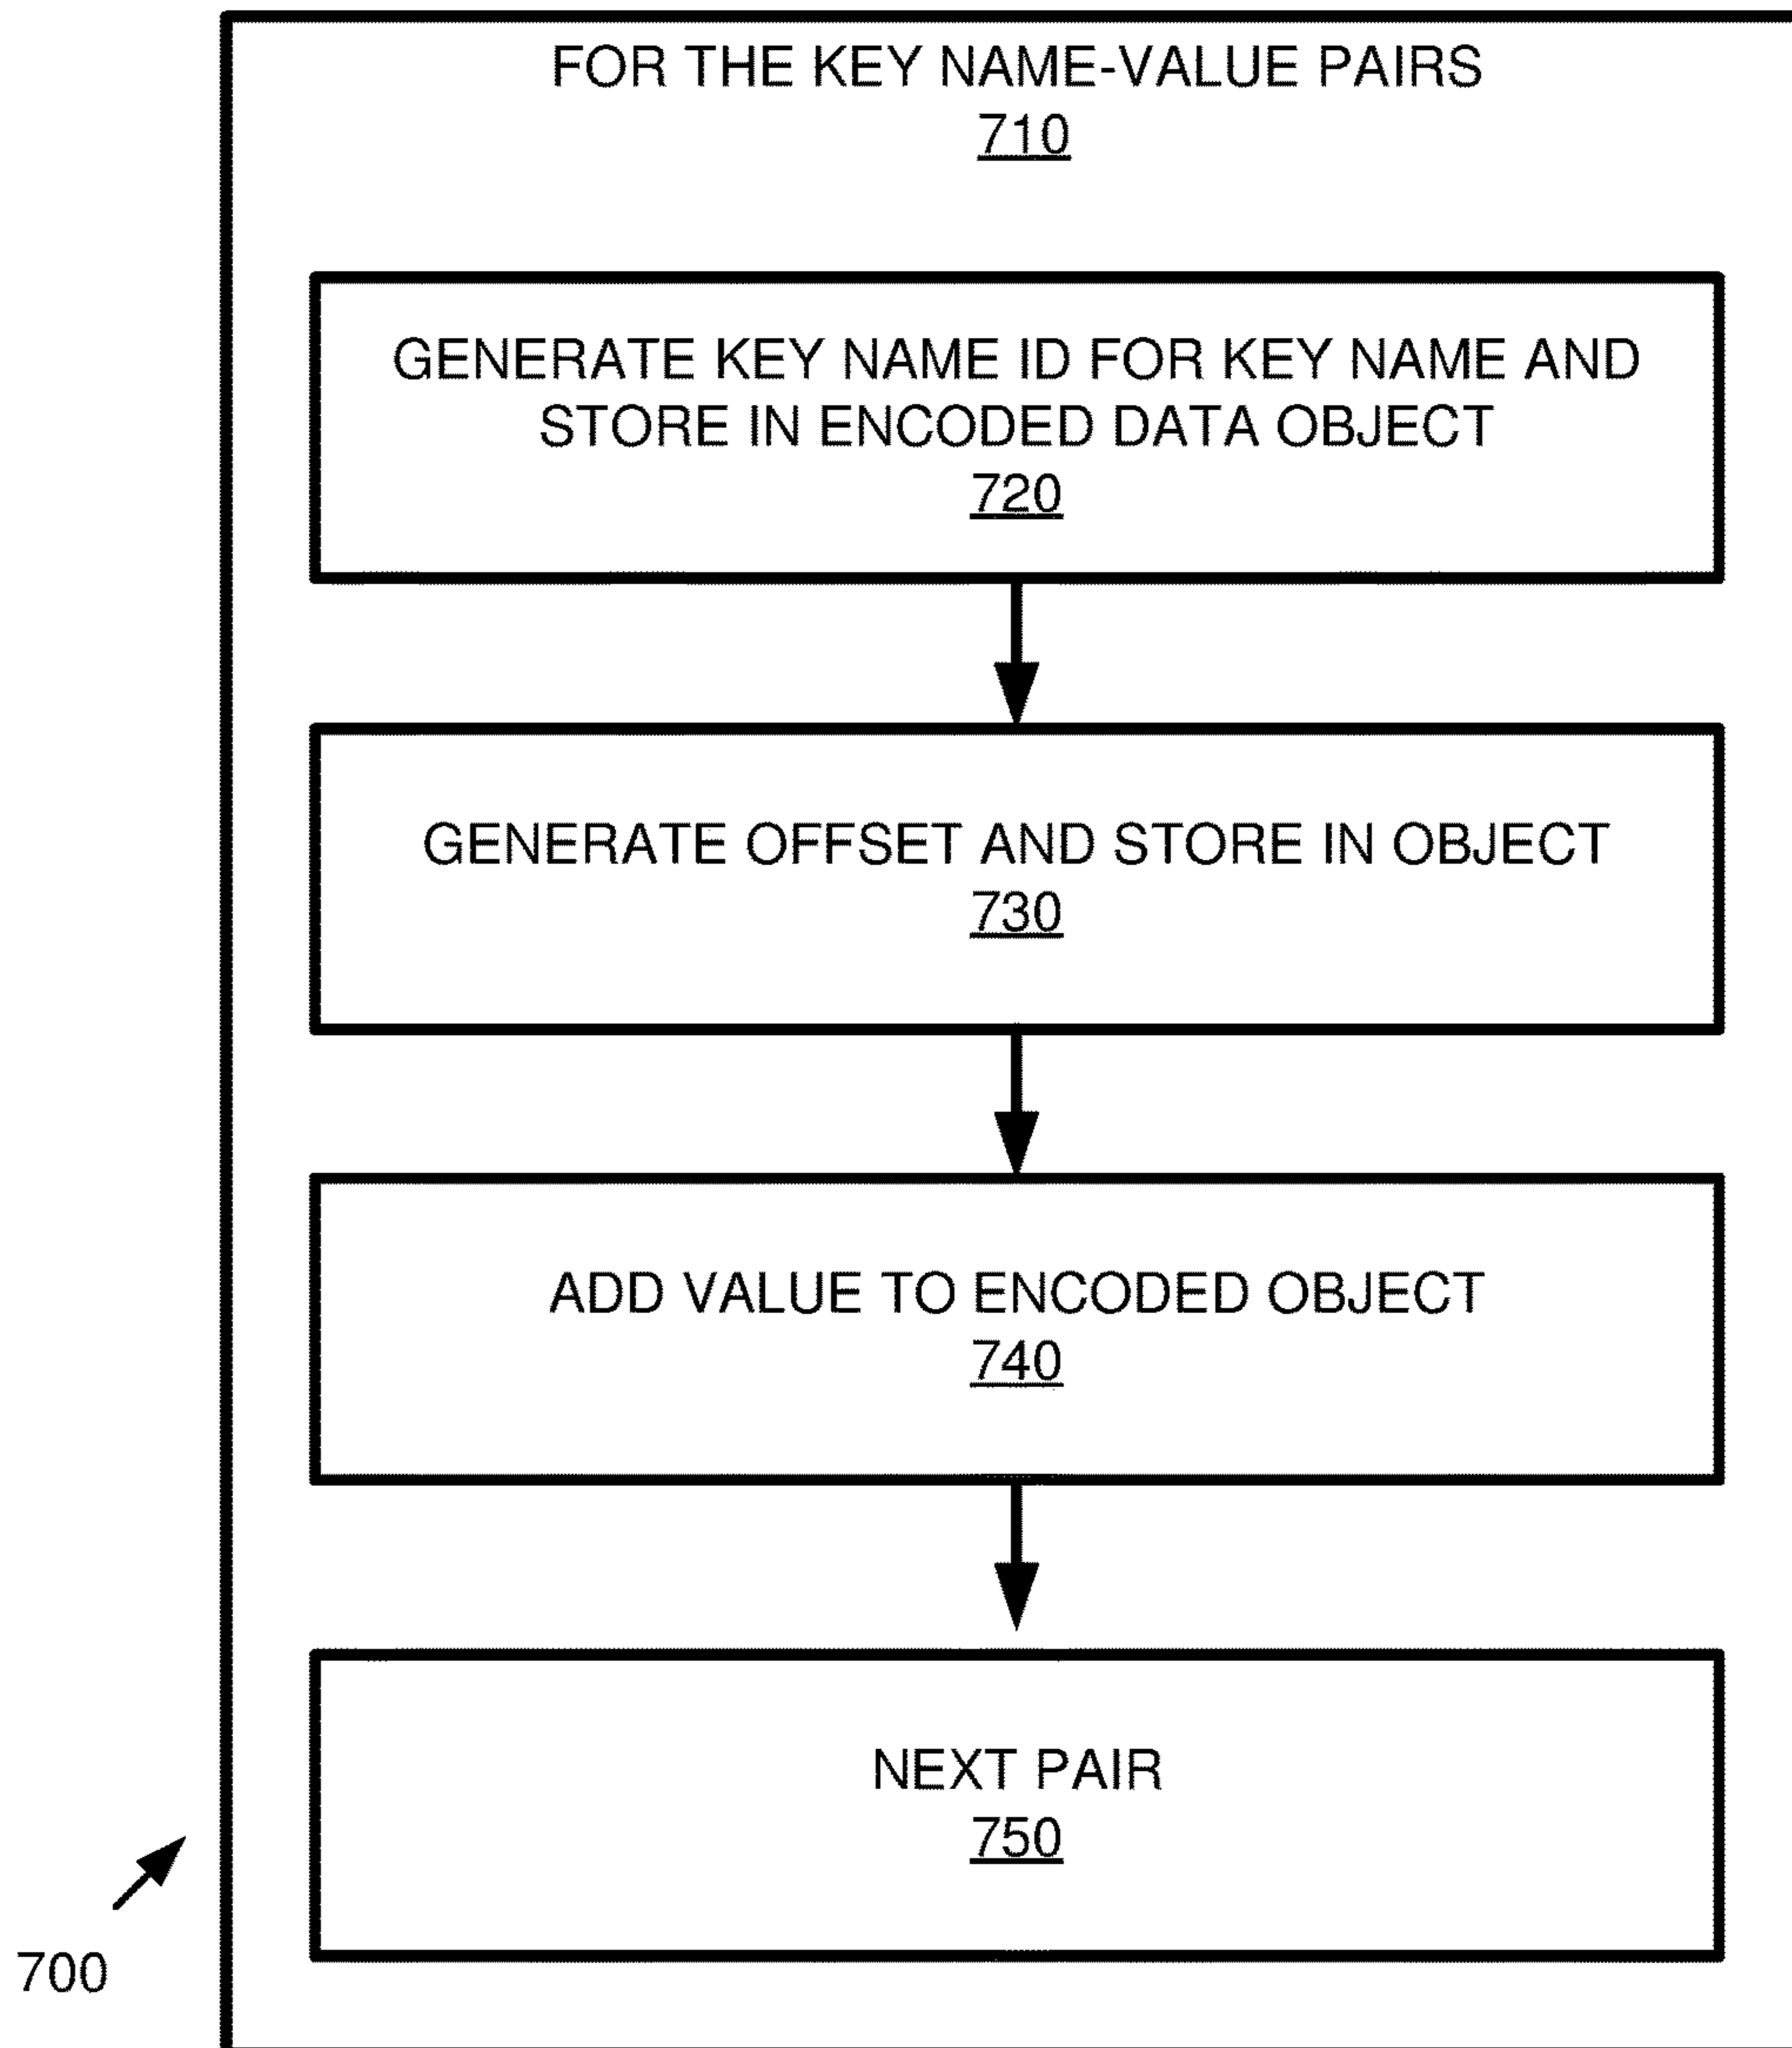 FOR THE KEY NAME-VALUE PAIRS
710
GENERATE KEY NAME ID FOR KEY NAME AND
STORE IN ENCODED DATA OBJECT
720
GENERATE OFFSET AND STORE IN OBJECT
730
ADD VALUE TO ENCODED OBJECT
740
NEXT PAIR
750
700